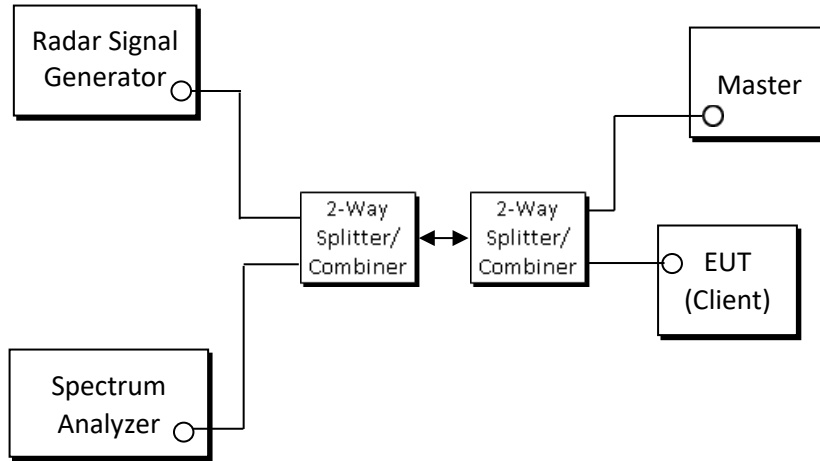 Radar Signal
Generator
Master
2-Way
Splitter/
Combiner
2-Way
Splitter/
Combiner
EUT
(Client)
Spectrum
Analyzer